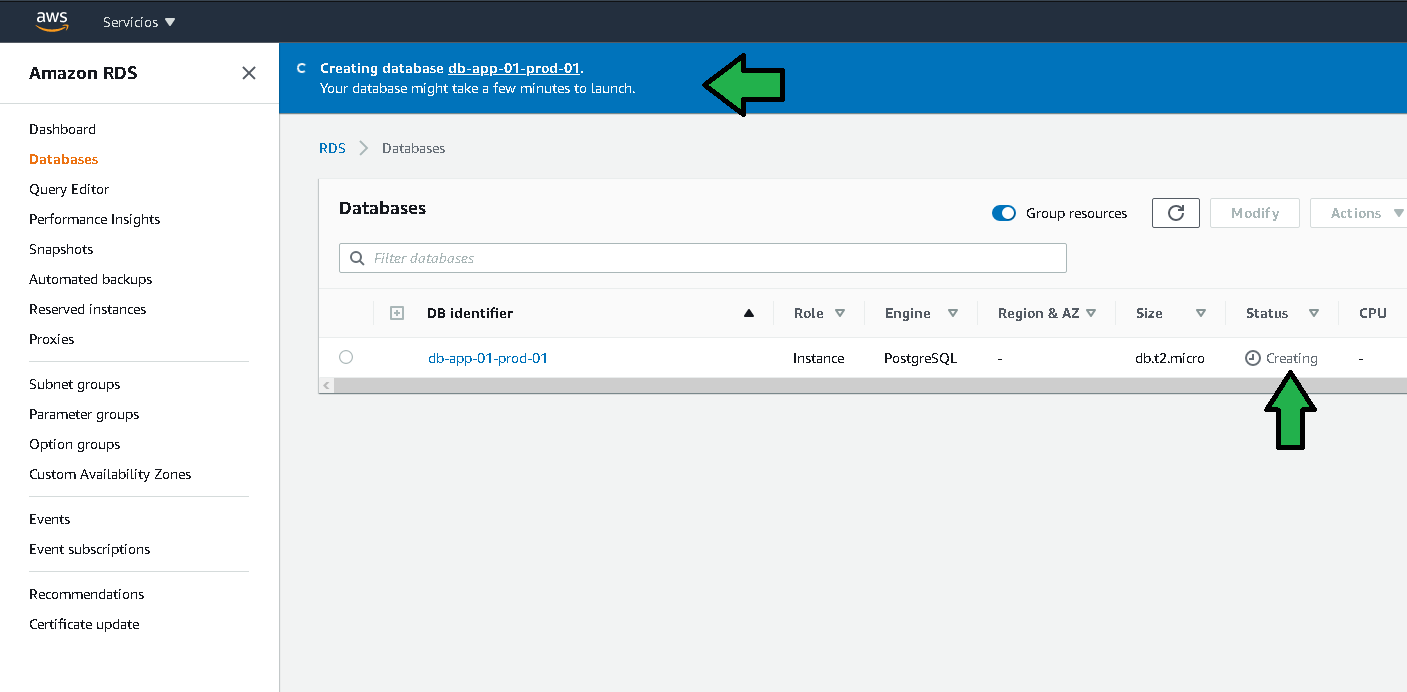 aws
Servicios
Amazon RDS
Dashboard
Databases
Query Editor
Performance Insights
Snapshots
Automated backups
Reserved instances
Proxies
Subnet groups
Parameter groups
Option groups
Custom Availability Zones
Events
Event subscriptions
Recommendations
Certificate update
Creating database db-app-01-prod-01.
Your database might take a few minutes to launch.
RDS > Databases
Databases
Group resources
Modify
Actions
Filter databases
DB identifier Role Engine Region & AZ Size Status CPU
db-app-01-prod-01 Instance PostgreSQL - db.t2.micro Creating -